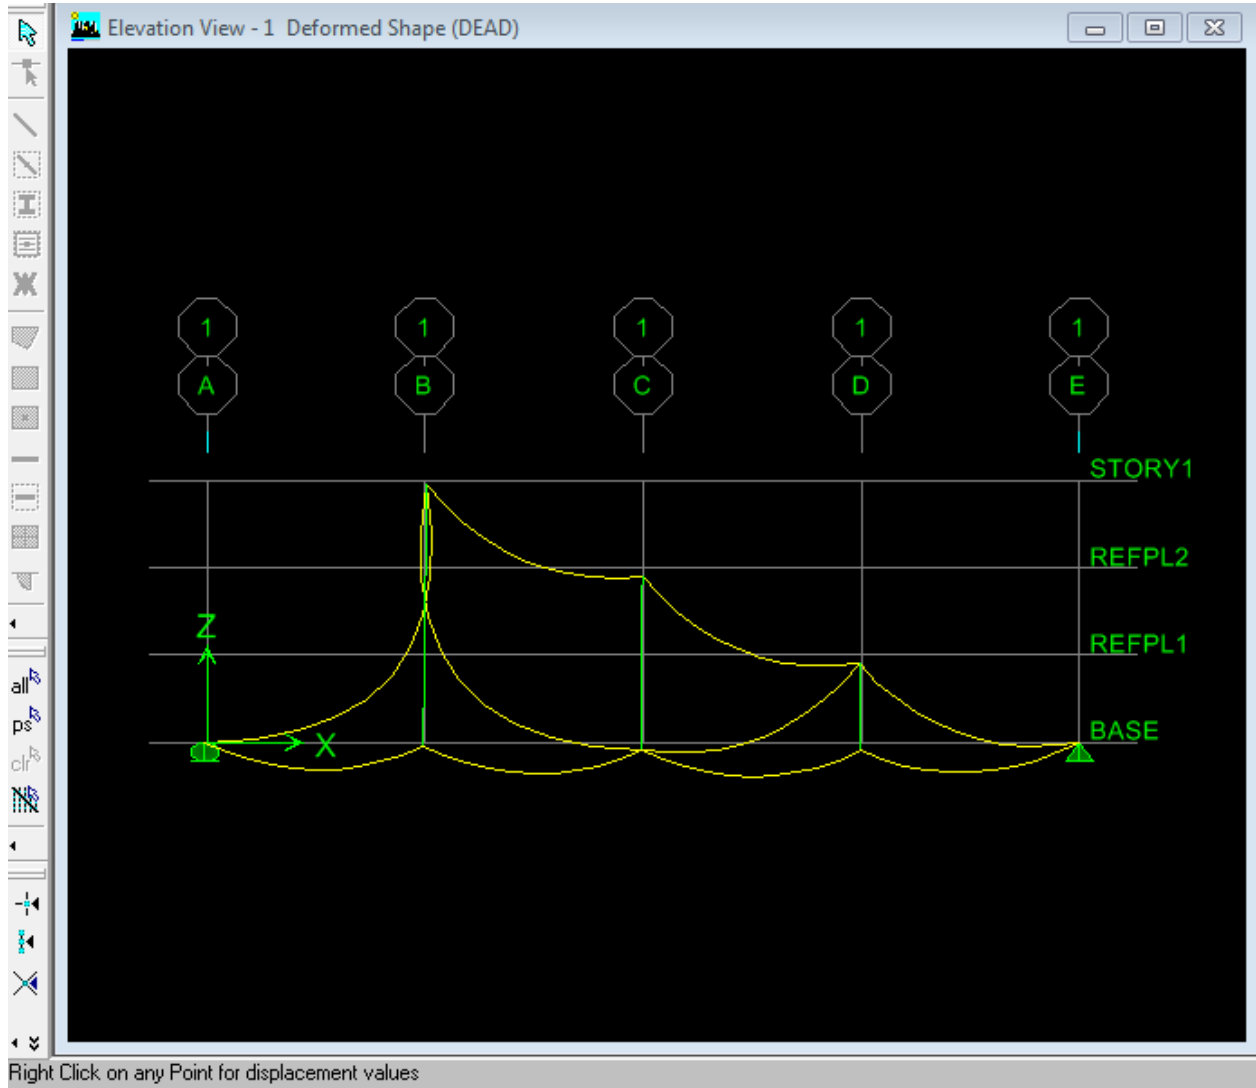 Elevation View - 1 Deformed Shape (DEAD)
1 1 1 1 1
A B C D E
STORY1
REFPL2
Z
REFPL1
all
ps
X
BASE
clr
Right Click on any Point for displacement values